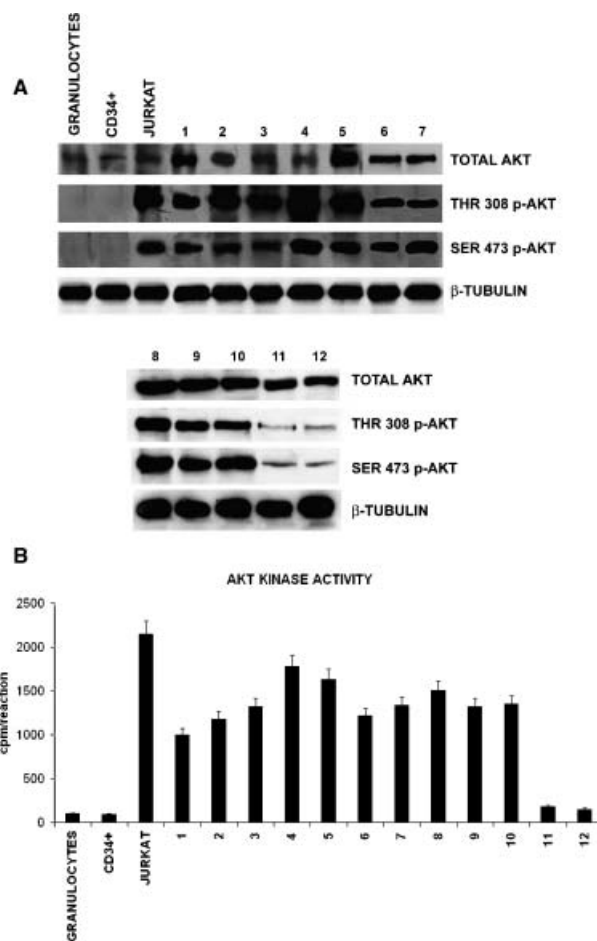 A
GRANULOCYTES
CD34+
JURKAT
1 2 3 4 5 6 7
TOTAL AKT
THR 308 p-AKT
SER 473 p-AKT
β-TUBULIN
8 9 10 11 12
TOTAL AKT
THR 308 p-AKT
SER 473 p-AKT
β-TUBULIN
B
AKT KINASE ACTIVITY
cpm/reaction
2500
2000
1500
1000
500
0
GRANULOCYTES
CD34+
JURKAT
1 2 3 4 5 6 7 8 9 10 11 12